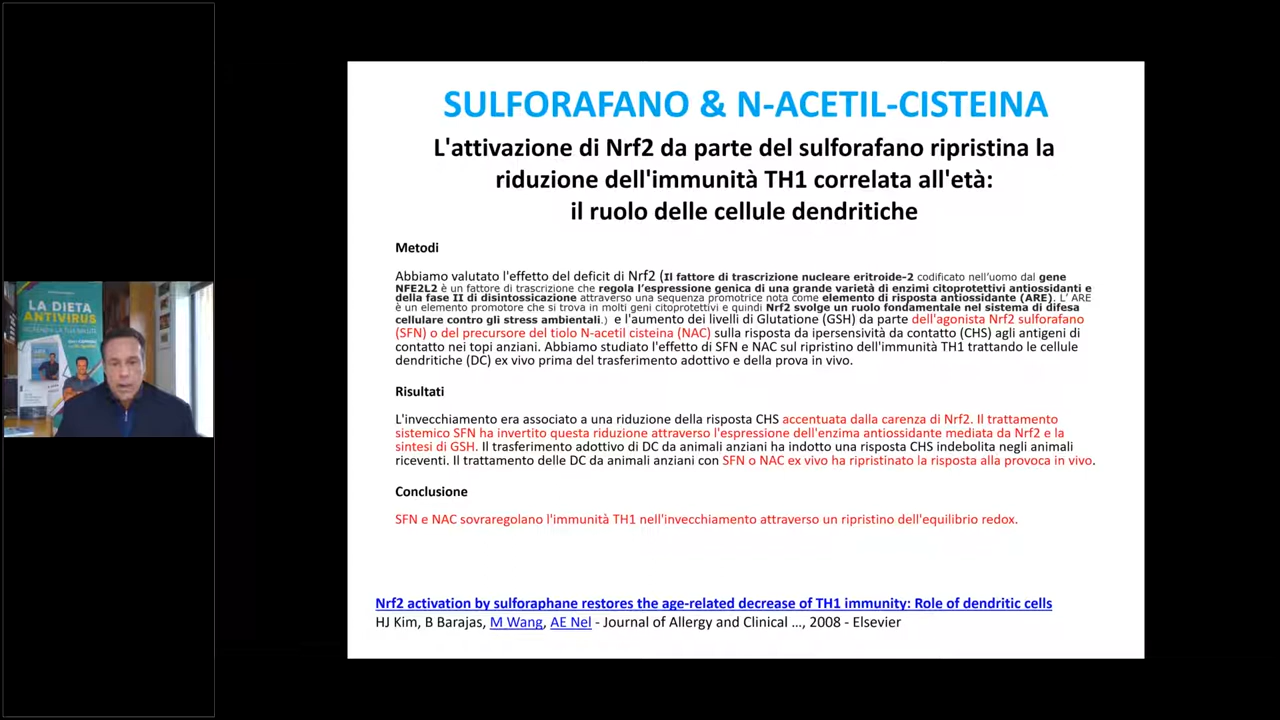 SULFORAFANO & N-ACETIL-CISTEINA
L'attivazione di Nrf2 da parte del sulforafano ripristina la
riduzione dell'immunità TH1 correlata all'età:
il ruolo delle cellule dendritiche
Metodi
Abbiamo valutato l'effetto del deficit di Nrf2 (Il fattore di trascrizione nucleare eritroide-2 codificato nell'uomo dal gene
NFE2L2 è un fattore di trascrizione che regola l'espressione genica di una grande varietà di enzimi citoprotettivi antiossidanti e
della fase II di disintossicazione attraverso una sequenza promotrice nota come elemento di risposta antiossidante (ARE). L' ARE
è un elemento promotore che si trova in molti geni citoprotettivi e quindi Nrf2 svolge un ruolo fondamentale nel sistema di difesa
cellulare contro gli stress ambientali.) e l'aumento dei livelli di Glutatione (GSH) da parte dell'agonista Nrf2 sulforafano
(SFN) o del precursore del tiolo N-acetil cisteina (NAC) sulla risposta da ipersensività da contatto (CHS) agli antigeni di
contatto nei topi anziani. Abbiamo studiato l'effetto di SFN e NAC sul ripristino dell'immunità TH1 trattando le cellule
dendritiche (DC) ex vivo prima del trasferimento adottivo e della prova in vivo.
Risultati
L'invecchiamento era associato a una riduzione della risposta CHS accentuata dalla carenza di Nrf2. Il trattamento
sistemico SFN ha invertito questa riduzione attraverso l'espressione dell'enzima antiossidante mediata da Nrf2 e la
sintesi di GSH. Il trasferimento adottivo di DC da animali anziani ha indotto una risposta CHS indebolita negli animali
riceventi. Il trattamento delle DC da animali anziani con SFN o NAC ex vivo ha ripristinato la risposta alla provoca in vivo.
Conclusione
SFN e NAC sovraregolano l'immunità TH1 nell'invecchiamento attraverso un ripristino dell'equilibrio redox.
Nrf2 activation by sulforaphane restores the age-related decrease of TH1 immunity: Role of dendritic cells
HJ Kim, B Barajas, M Wang, AE Nel - Journal of Allergy and Clinical …, 2008 - Elsevier
LA DIETA
ANTIVIRUS